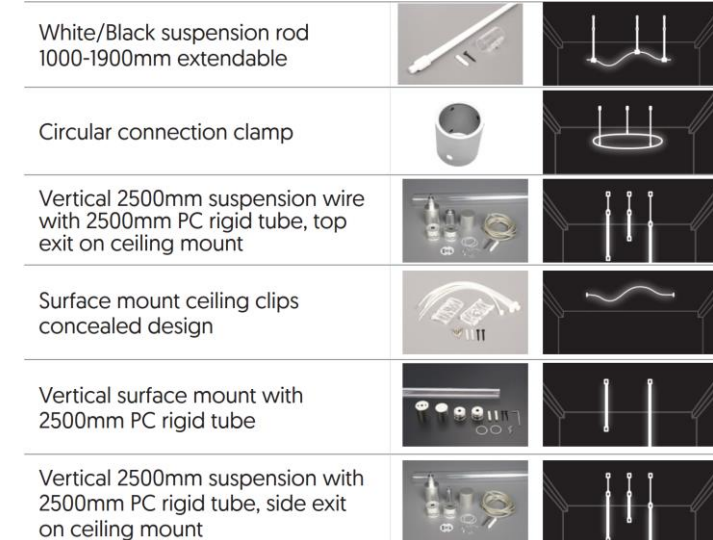 White/Black suspension rod
1000-1900mm extendable
Circular connection clamp
Vertical 2500mm suspension wire
with 2500mm PC rigid tube, top
exit on ceiling mount
Surface mount ceiling clips
concealed design
Vertical surface mount with
2500mm PC rigid tube
Vertical 2500mm suspension with
2500mm PC rigid tube, side exit
on ceiling mount